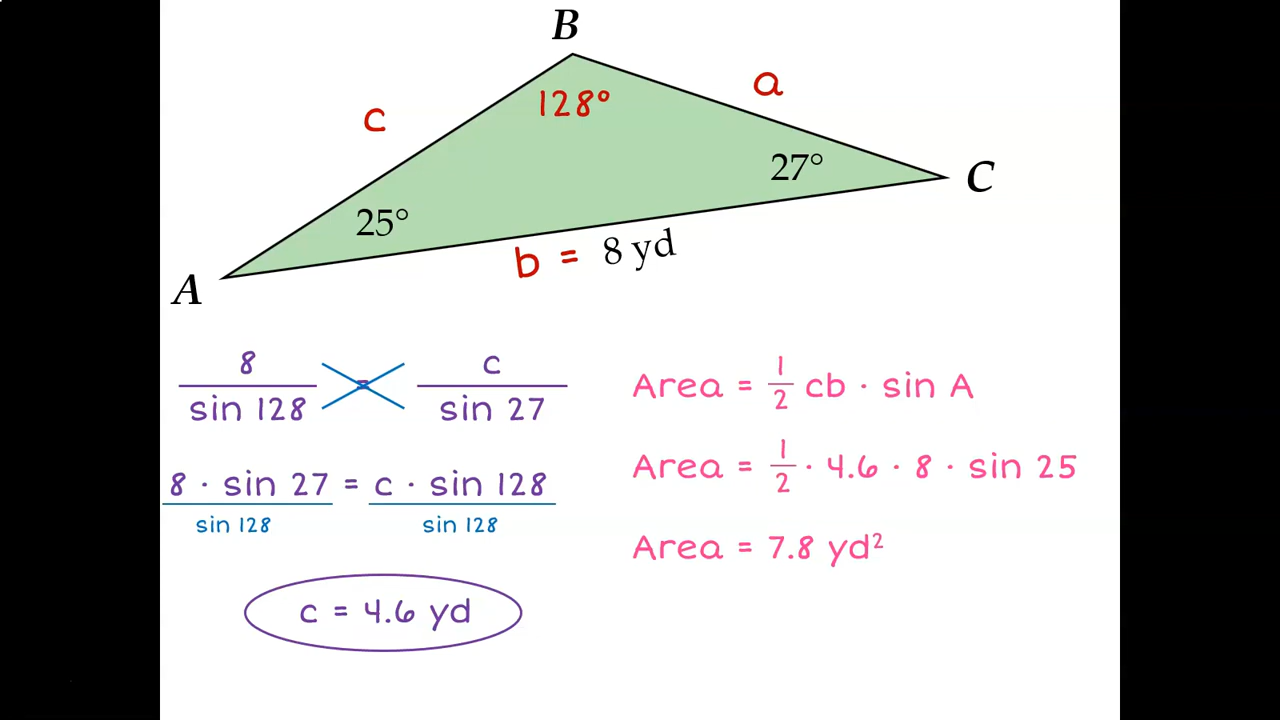 B
a
c
128°
27°
C
25°
b = 8 yd
A
8 / sin 128 = c / sin 27
8 · sin 27 = c · sin 128
sin 128 sin 128
c = 4.6 yd
Area = 1/2 cb · sin A
Area = 1/2 · 4.6 · 8 · sin 25
Area = 7.8 yd²